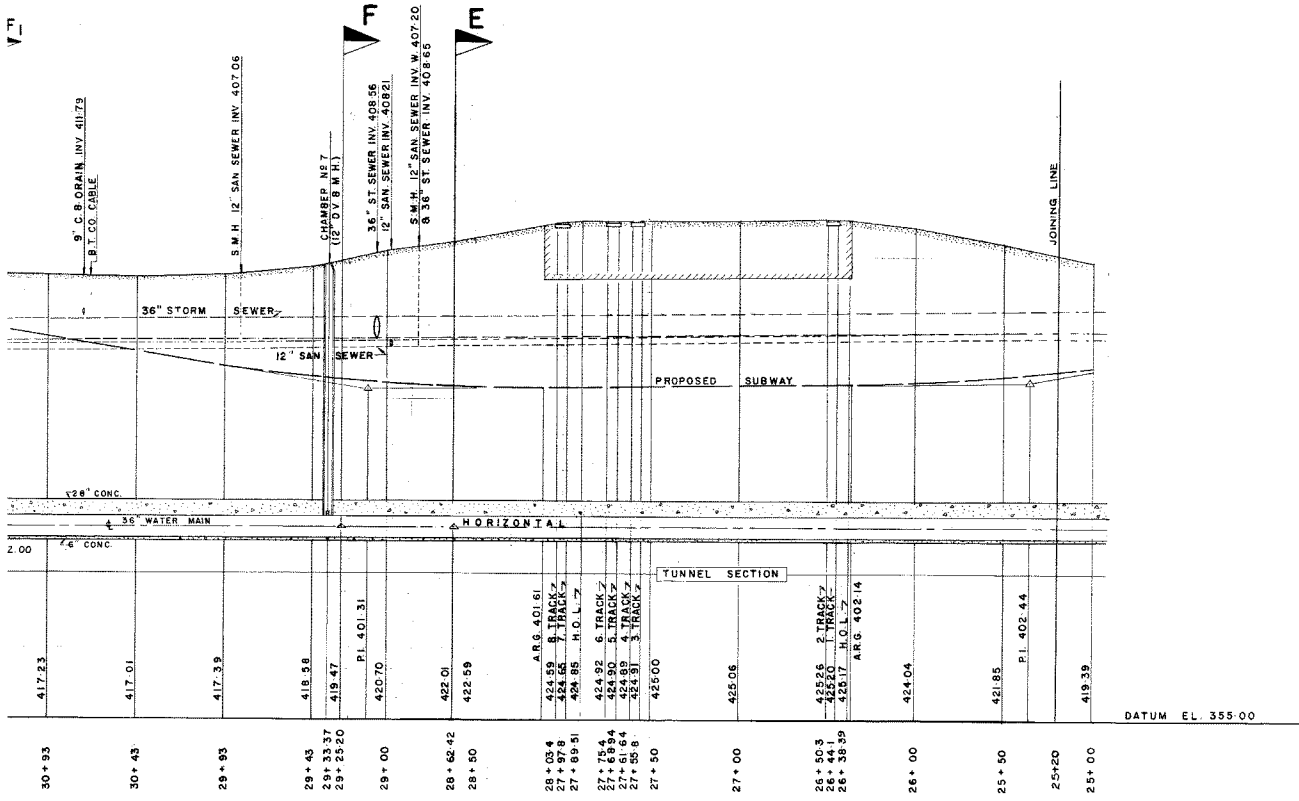 F1
F
E
9" C.B. DRAIN INV 411·79
B.T. CO. CABLE
S.M.H. 12" SAN SEWER INV 407·06
CHAMBER Nº 7
(12" D.V.& M.H.)
36" ST. SEWER INV. 408·56
12" SAN. SEWER INV. 408·21
S.M.H. 12" SAN SEWER INV. W. 407·20
& 36" ST. SEWER INV. 408·65
JOINING LINE
36" STORM SEWER
12" SAN SEWER
PROPOSED SUBWAY
28" CONC.
36" WATER MAIN
HORIZONTAL
2.00
6" CONC.
TUNNEL SECTION
P.I. 401·31
A.R.G. 401·61
8. TRACK
7. TRACK
H.O.L.
6. TRACK
5. TRACK
4. TRACK
3. TRACK
2. TRACK
1. TRACK
H.O.L.
A.R.G. 402·14
P.I. 402·44
417·23
417·01
417·39
418·58
419·47
420·70
422·01
422·59
424·59
424·65
424·85
424·92
424·90
424·89
424·91
425·00
425·06
425·26
425·20
425·17
424·04
421·85
419·39
DATUM EL. 355·00
30 + 93
30 + 43
29 + 93
29 + 43
29 + 33·37
29 + 25·20
29 + 00
28 + 62·42
28 + 50
28 + 03·4
27 + 97·8
27 + 89·51
27 + 75·4
27 + 68·94
27 + 61·64
27 + 55·8
27 + 50
27 + 00
26 + 50·3
26 + 44·1
26 + 38·39
26 + 00
25 + 50
25+20
25+00